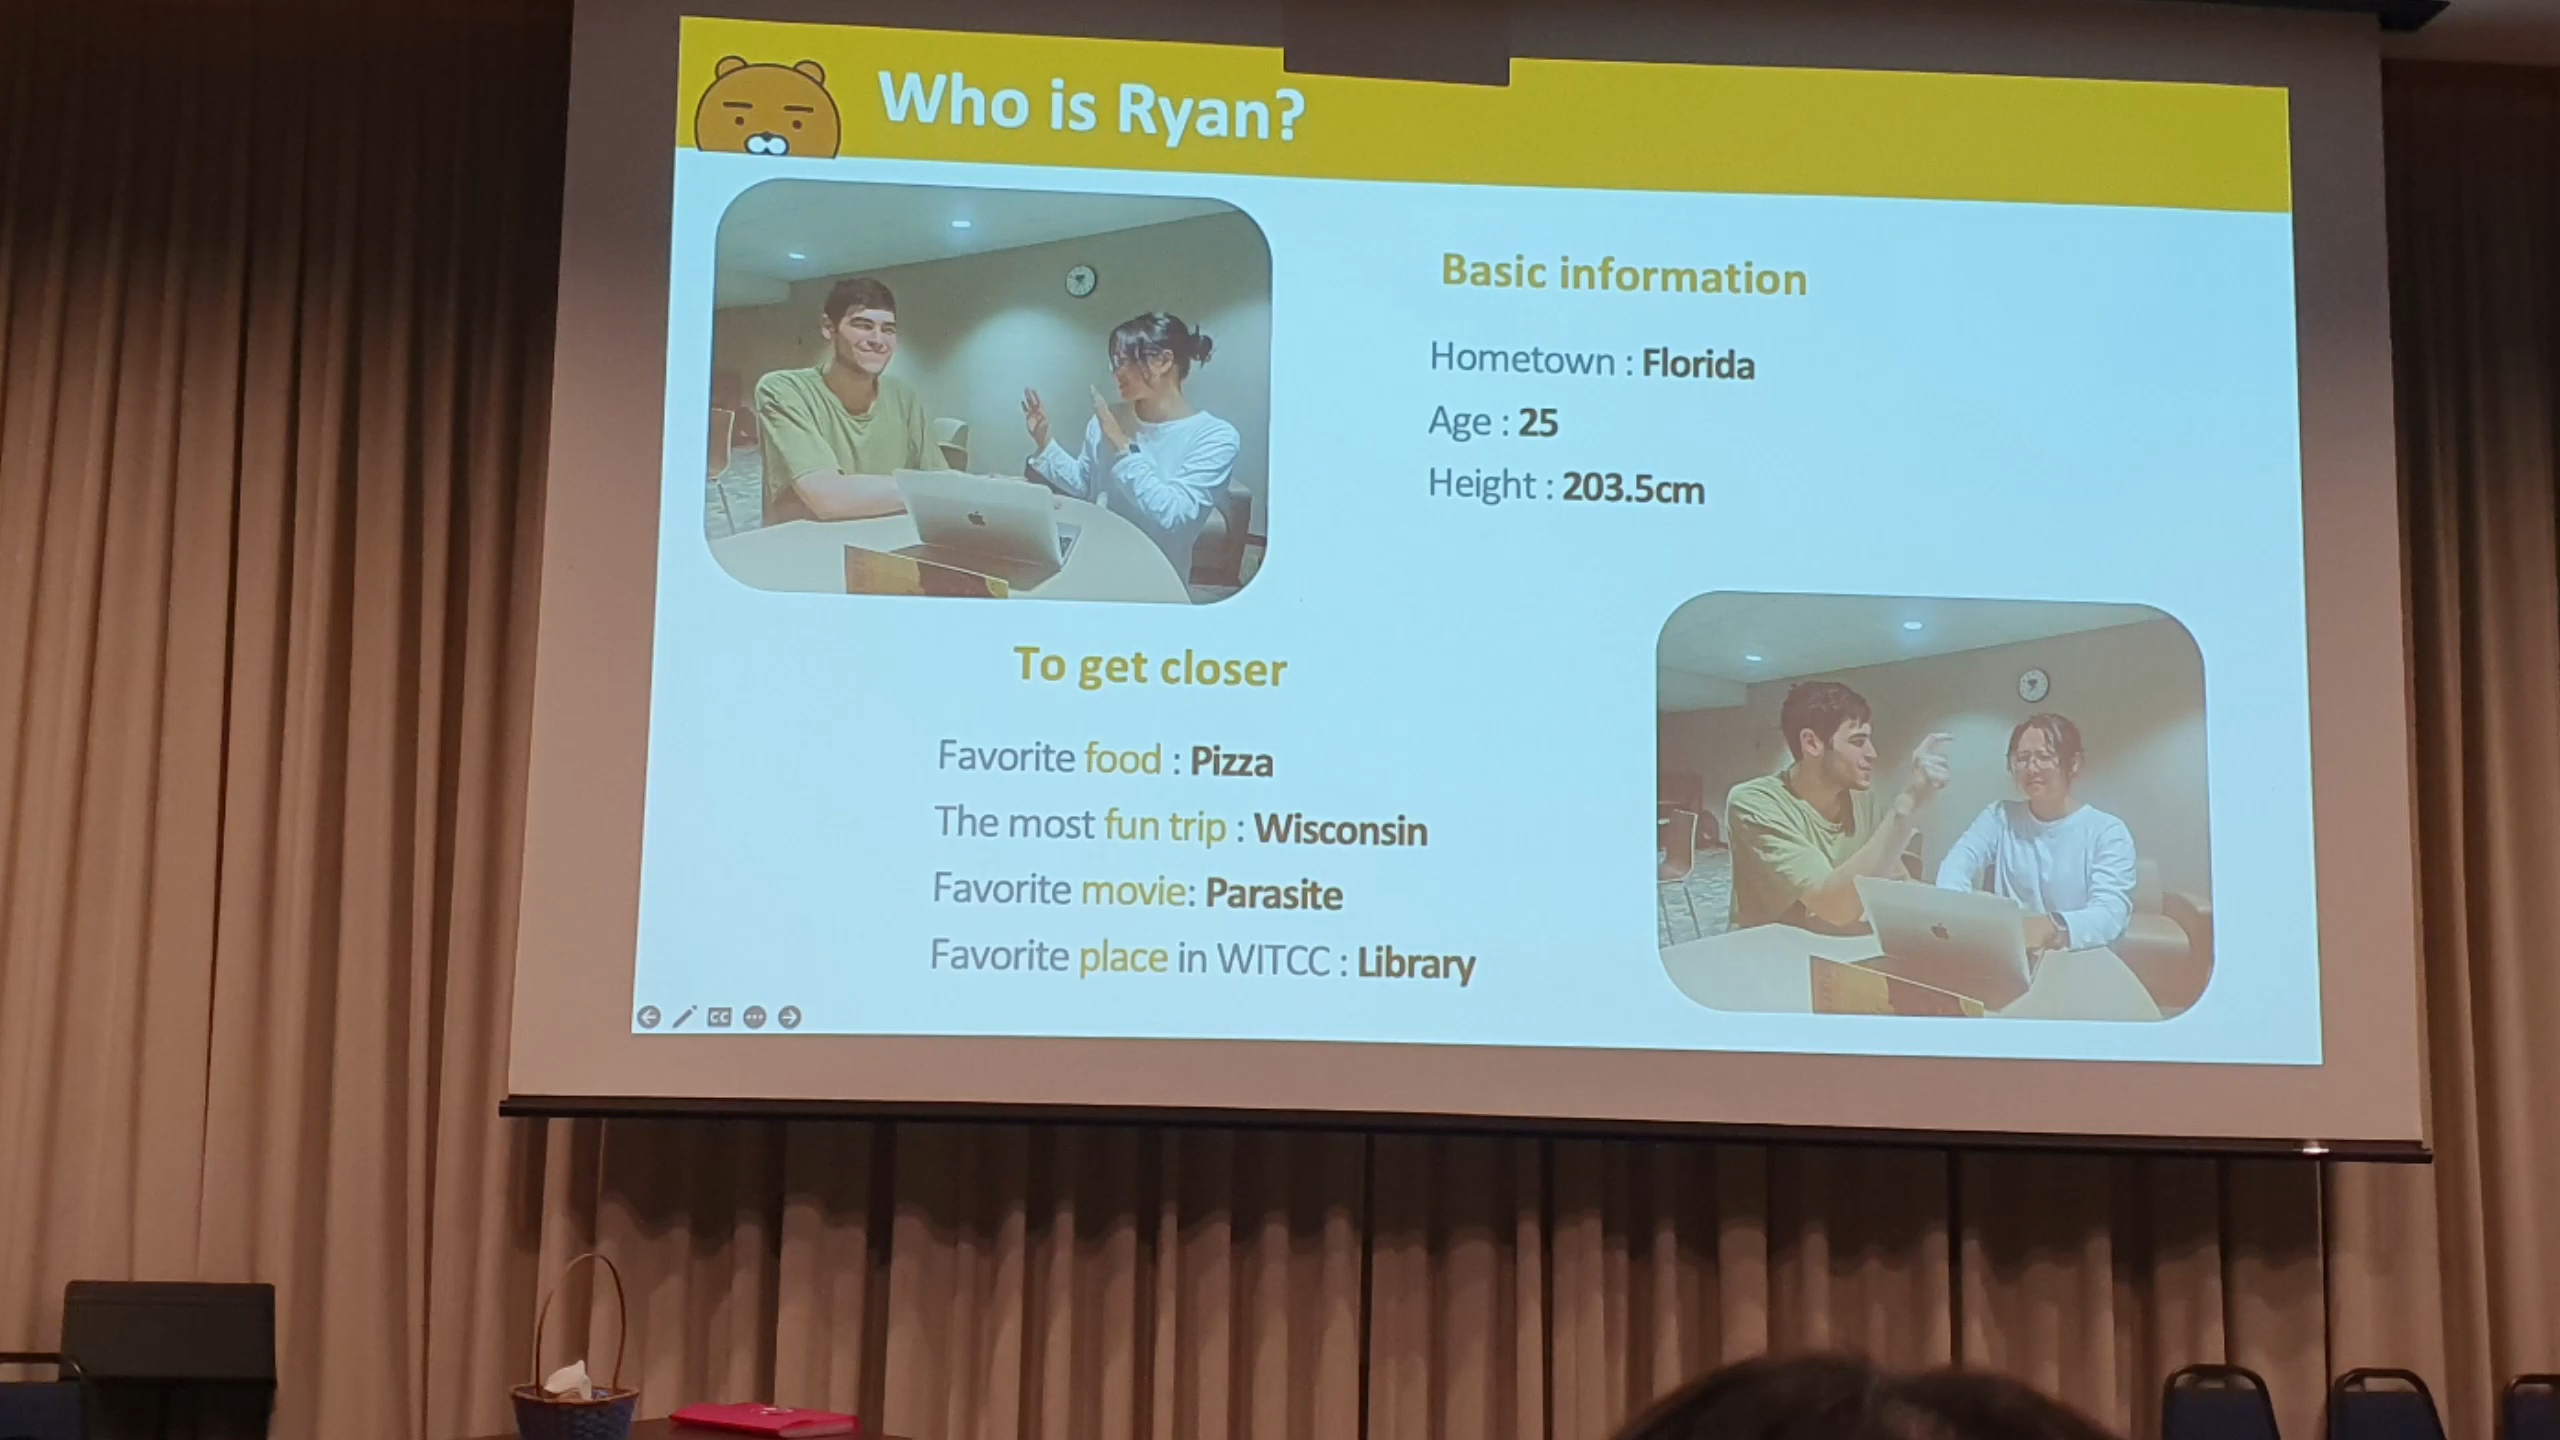 Who is Ryan?
Basic information
Hometown : Florida
Age : 25
Height : 203.5cm
To get closer
Favorite food : Pizza
The most fun trip : Wisconsin
Favorite movie: Parasite
Favorite place in WITCC : Library
CC